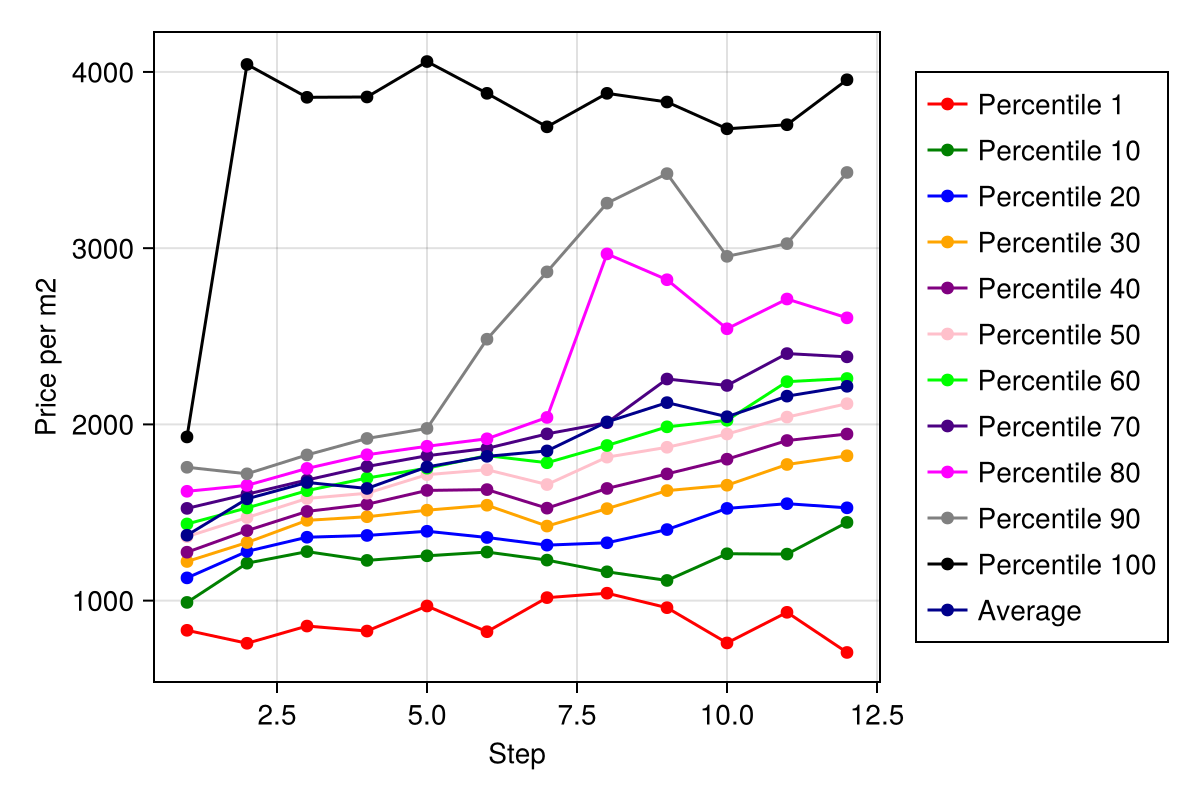 4000
3000
2000
1000
Price per m2
2.5
5.0
7.5
10.0
12.5
Step
Percentile 1
Percentile 10
Percentile 20
Percentile 30
Percentile 40
Percentile 50
Percentile 60
Percentile 70
Percentile 80
Percentile 90
Percentile 100
Average